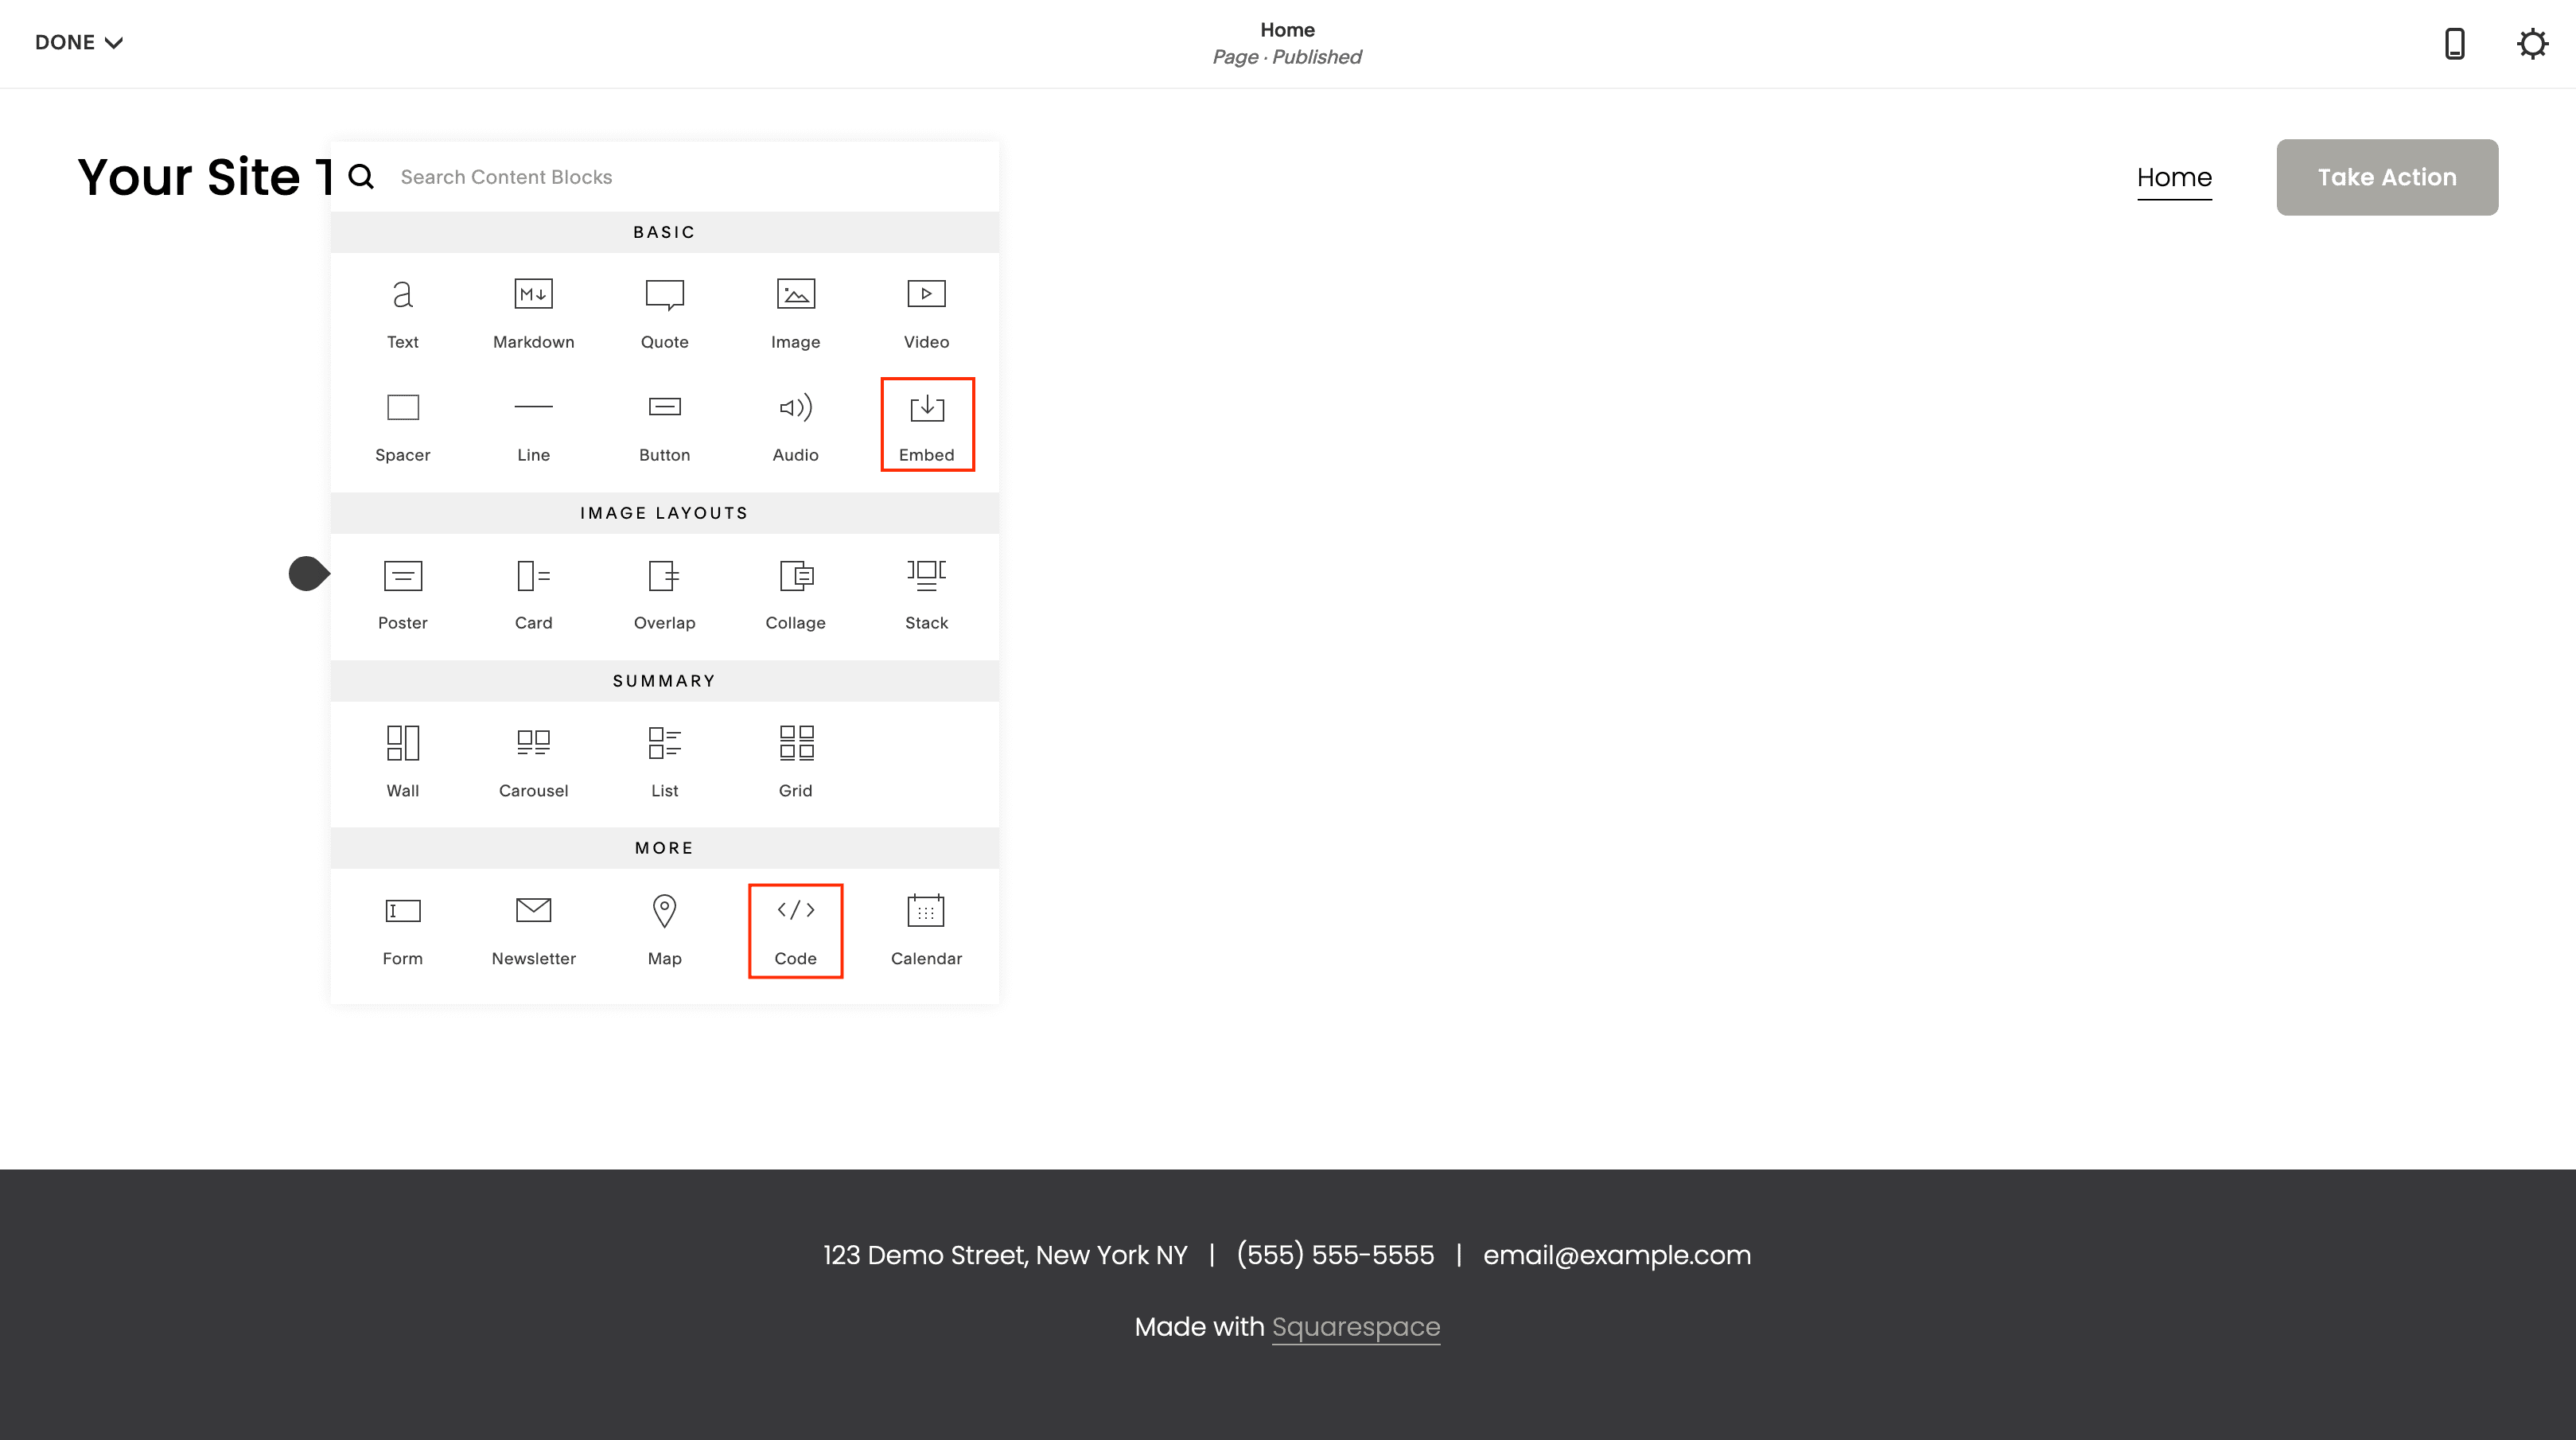 DONE
Home
Page · Published
Your Site
Search Content Blocks
Home
Take Action
BASIC
a
M
Text
Markdown
Quote
Image
Video
Spacer
Line
Button
Audio
Embed
IMAGE LAYOUTS
Poster
Card
Overlap
Collage
Stack
SUMMARY
Wall
Carousel
List
Grid
MORE
</>
Form
Newsletter
Map
Code
Calendar
123 Demo Street, New York NY | (555) 555-5555 | email@example.com
Made with Squarespace